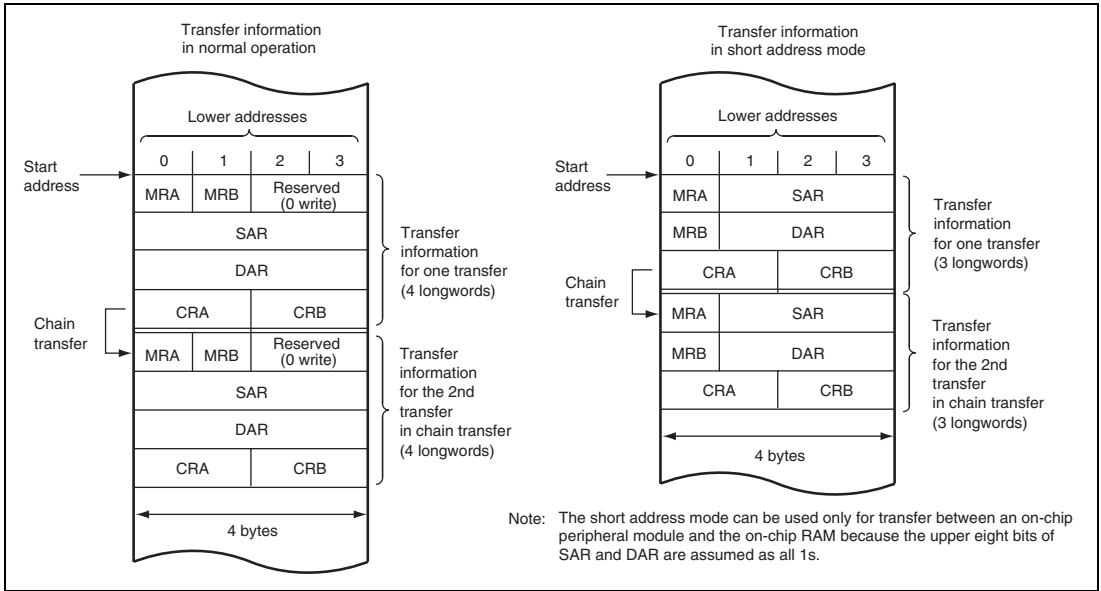 Transfer information
in normal operation
Lower addresses
0 1 2 3
Start
address
MRA MRB Reserved
(0 write)
SAR
DAR
CRA CRB
Transfer
information
for one transfer
(4 longwords)
Chain
transfer
MRA MRB Reserved
(0 write)
SAR
DAR
CRA CRB
Transfer
information
for the 2nd
transfer
in chain transfer
(4 longwords)
4 bytes
Transfer information
in short address mode
Lower addresses
0 1 2 3
Start
address
MRA SAR
MRB DAR
CRA CRB
Transfer
information
for one transfer
(3 longwords)
Chain
transfer
MRA SAR
MRB DAR
CRA CRB
Transfer
information
for the 2nd
transfer
in chain transfer
(3 longwords)
4 bytes
Note: The short address mode can be used only for transfer between an on-chip
peripheral module and the on-chip RAM because the upper eight bits of
SAR and DAR are assumed as all 1s.